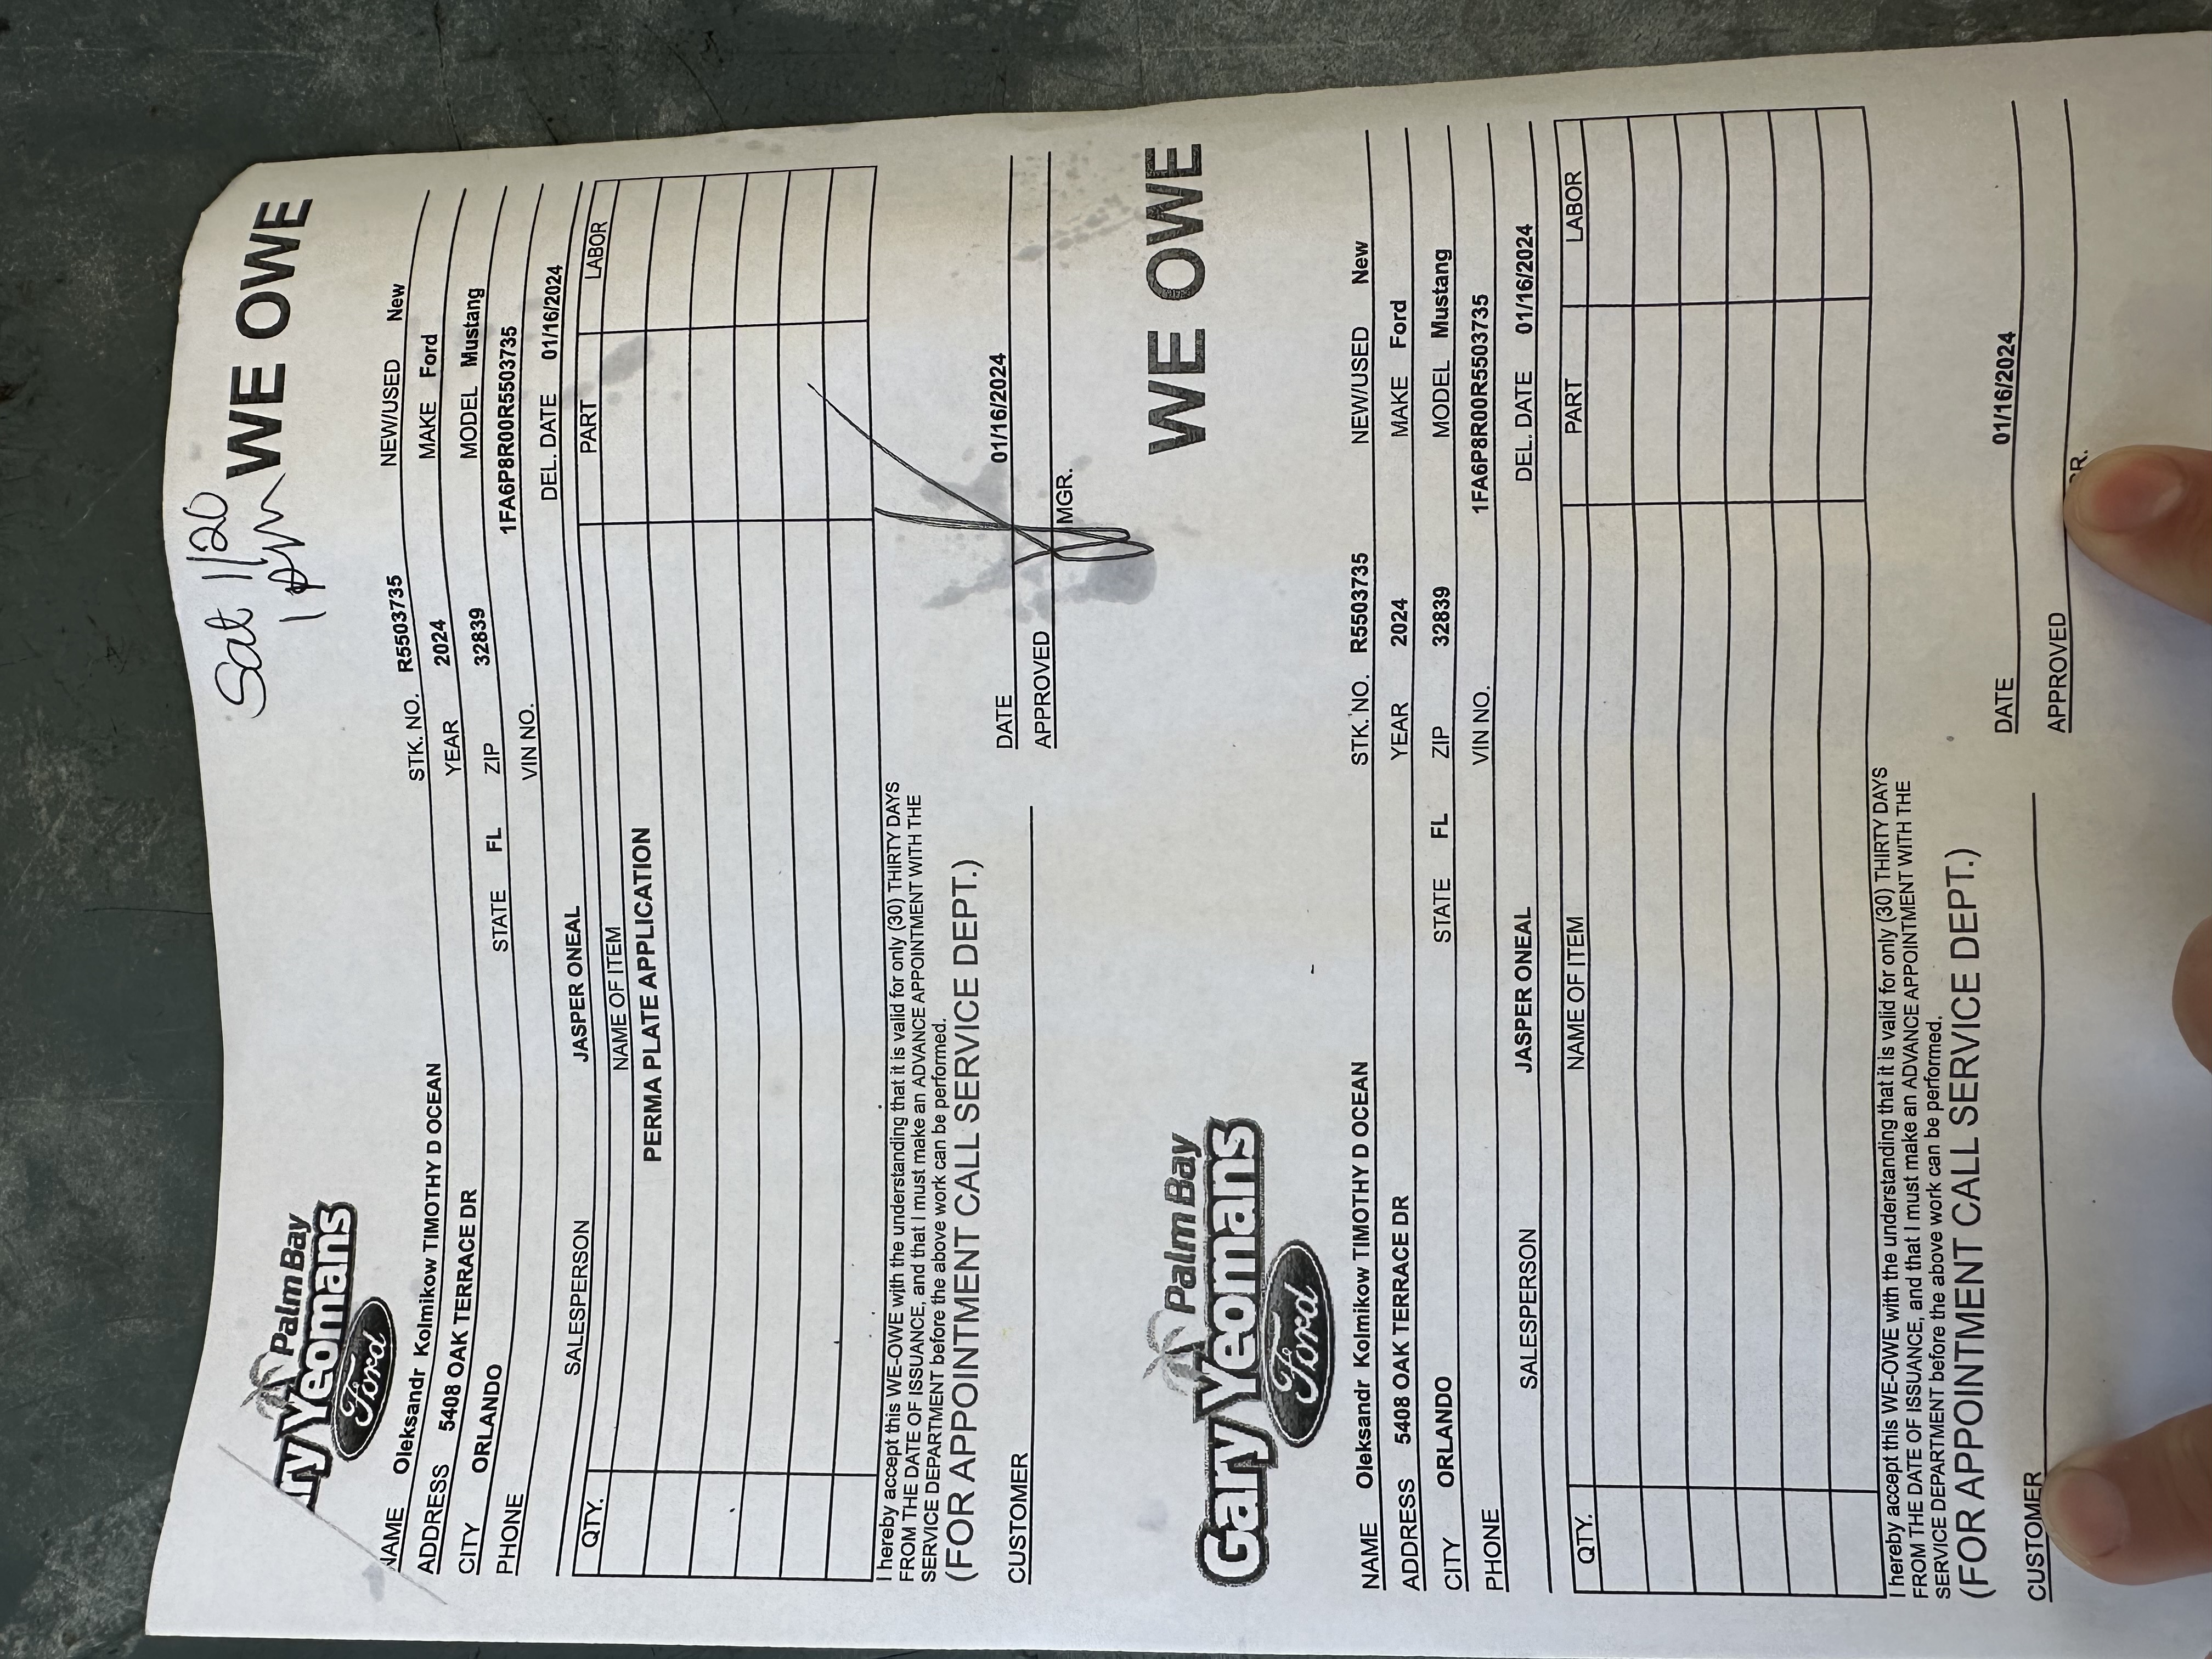 Sat 1/20
1pm
Palm Bay
ry Yeomans
Ford
WE OWE
NAME Oleksandr Kolmikow TIMOTHY D OCEAN STK. NO. R5503735 NEW/USED New
ADDRESS 5408 OAK TERRACE DR YEAR 2024 MAKE Ford
CITY ORLANDO STATE FL ZIP 32839 MODEL Mustang
PHONE VIN NO. 1FA6P8R00R5503735
SALESPERSON JASPER ONEAL DEL. DATE 01/16/2024
QTY. NAME OF ITEM PART LABOR
PERMA PLATE APPLICATION
I hereby accept this WE-OWE with the understanding that it is valid for only (30) THIRTY DAYS
FROM THE DATE OF ISSUANCE, and that I must make an ADVANCE APPOINTMENT WITH THE
SERVICE DEPARTMENT before the above work can be performed.
(FOR APPOINTMENT CALL SERVICE DEPT.)
DATE 01/16/2024
CUSTOMER APPROVED MGR.
Palm Bay
Gary Yeomans
Ford
WE OWE
NAME Oleksandr Kolmikow TIMOTHY D OCEAN STK. NO. R5503735 NEW/USED New
ADDRESS 5408 OAK TERRACE DR YEAR 2024 MAKE Ford
CITY ORLANDO STATE FL ZIP 32839 MODEL Mustang
PHONE VIN NO. 1FA6P8R00R5503735
SALESPERSON JASPER ONEAL DEL. DATE 01/16/2024
QTY. NAME OF ITEM PART LABOR
I hereby accept this WE-OWE with the understanding that it is valid for only (30) THIRTY DAYS
FROM THE DATE OF ISSUANCE, and that I must make an ADVANCE APPOINTMENT WITH THE
SERVICE DEPARTMENT before the above work can be performed.
(FOR APPOINTMENT CALL SERVICE DEPT.)
DATE 01/16/2024
CUSTOMER APPROVED R.